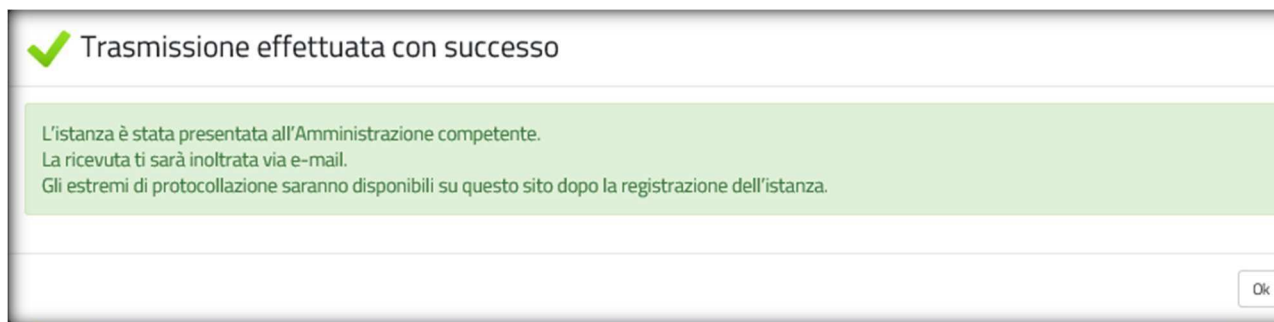 Trasmissione effettuata con successo
L'istanza è stata presentata all'Amministrazione competente.
La ricevuta ti sarà inoltrata via e-mail.
Gli estremi di protocollazione saranno disponibili su questo sito dopo la registrazione dell'istanza.
Ok